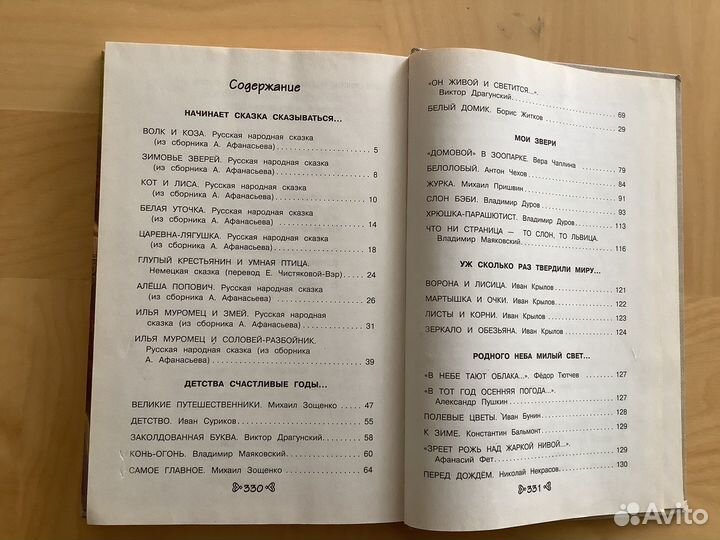 Содержание
НАЧИНАЕТ СКАЗКА СКАЗЫВАТЬСЯ...
ВОЛК И КОЗА. Русская народная сказка
(из сборника А. Афанасьева) 5
ЗИМОВЬЕ ЗВЕРЕЙ. Русская народная сказка
(из сборника А. Афанасьева) 8
КОТ И ЛИСА. Русская народная сказка
(из сборника А. Афанасьева) 10
БЕЛАЯ УТОЧКА. Русская народная сказка
(из сборника А. Афанасьева) 14
ЦАРЕВНА-ЛЯГУШКА. Русская народная сказка
(из сборника А. Афанасьева) 18
ГЛУПЫЙ КРЕСТЬЯНИН И УМНАЯ ПТИЦА.
Немецкая сказка (перевод Е. Чистяковой-Вэр) 24
АЛЁША ПОПОВИЧ. Русская народная сказка
(из сборника А. Афанасьева) 26
ИЛЬЯ МУРОМЕЦ И ЗМЕЙ. Русская народная
сказка (из сборника А. Афанасьева) 31
ИЛЬЯ МУРОМЕЦ И СОЛОВЕЙ-РАЗБОЙНИК.
Русская народная сказка (из сборника
А. Афанасьева) 39
ДЕТСТВА СЧАСТЛИВЫЕ ГОДЫ...
ВЕЛИКИЕ ПУТЕШЕСТВЕННИКИ. Михаил Зощенко 47
ДЕТСТВО. Иван Суриков 55
ЗАКОЛДОВАННАЯ БУКВА. Виктор Драгунский 58
КОНЬ-ОГОНЬ. Владимир Маяковский 60
САМОЕ ГЛАВНОЕ. Михаил Зощенко 64
330
«ОН ЖИВОЙ И СВЕТИТСЯ...».
Виктор Драгунский 69
БЕЛЫЙ ДОМИК. Борис Житков 29
МОИ ЗВЕРИ
«ДОМОВОЙ» В ЗООПАРКЕ. Вера Чаплина 79
БЕЛОЛОБЫЙ. Антон Чехов 84
ЖУРКА. Михаил Пришвин 91
СЛОН БЭБИ. Владимир Дуров 93
ХРЮШКА-ПАРАШЮТИСТ. Владимир Дуров 113
ЧТО НИ СТРАНИЦА — ТО СЛОН, ТО ЛЬВИЦА.
Владимир Маяковский 116
УЖ СКОЛЬКО РАЗ ТВЕРДИЛИ МИРУ...
ВОРОНА И ЛИСИЦА. Иван Крылов 121
МАРТЫШКА И ОЧКИ. Иван Крылов 122
ЛИСТЫ И КОРНИ. Иван Крылов 123
ЗЕРКАЛО И ОБЕЗЬЯНА. Иван Крылов 124
РОДНОГО НЕБА МИЛЫЙ СВЕТ...
«В НЕБЕ ТАЮТ ОБЛАКА...». Фёдор Тютчев 127
«В ТОТ ГОД ОСЕННЯЯ ПОГОДА...».
Александр Пушкин 127
ПОЛЕВЫЕ ЦВЕТЫ. Иван Бунин 128
К ЗИМЕ. Константин Бальмонт 129
«ЗРЕЕТ РОЖЬ НАД ЖАРКОЙ НИВОЙ...».
Афанасий Фет 129
ПЕРЕД ДОЖДЁМ. Николай Некрасов 130
331
Avito